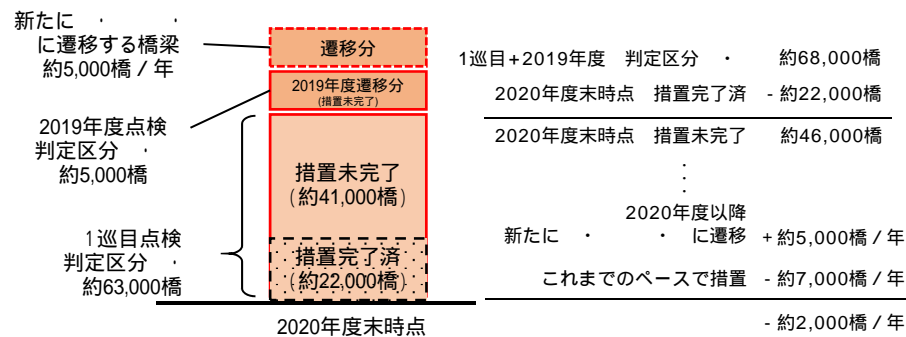 新たに ・ ・
に遷移する橋梁
約5,000橋 / 年
遷移分
2019年度遷移分
(措置未完了)
2019年度点検
判定区分 ・
約5,000橋
措置未完了
(約41,000橋)
1巡目点検
判定区分 ・
約63,000橋
措置完了済
(約22,000橋)
2020年度末時点
1巡目+2019年度 判定区分 ・ 約68,000橋
2020年度末時点 措置完了済 - 約22,000橋
2020年度末時点 措置未完了 約46,000橋
:
:
2020年度以降
新たに ・ ・ に遷移 + 約5,000橋 / 年
これまでのペースで措置 - 約7,000橋 / 年
- 約2,000橋 / 年